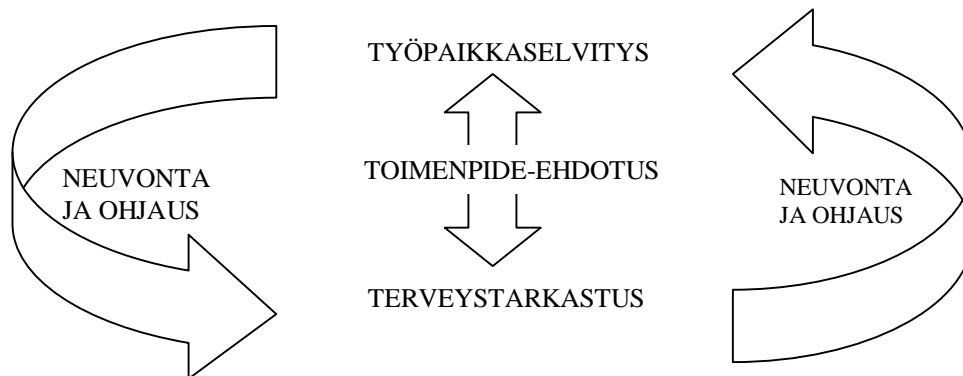 TYÖPAIKKASELVITYS
NEUVONTA
JA OHJAUS
TOIMENPIDE-EHDOTUS
NEUVONTA
JA OHJAUS
TERVEYSTARKASTUS